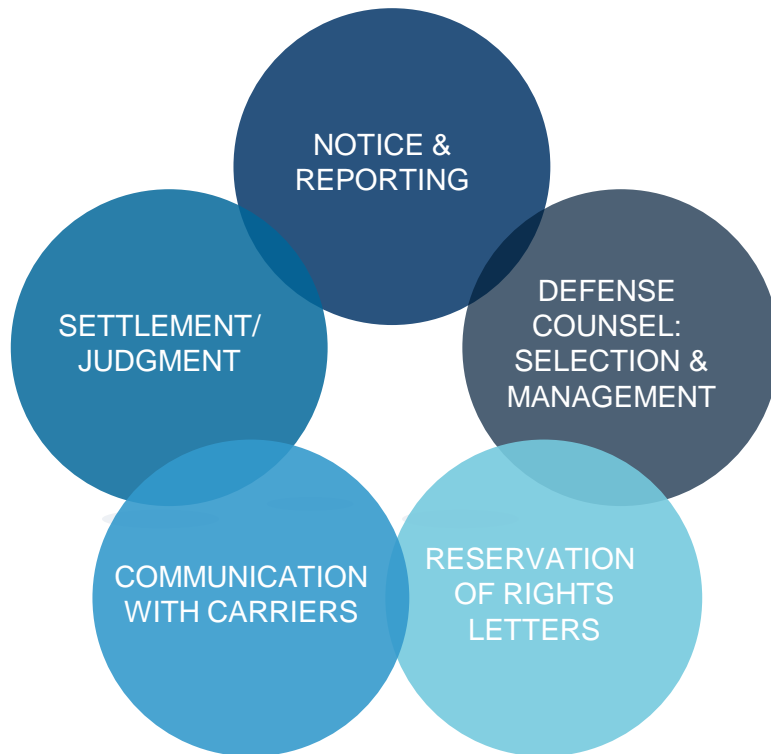 NOTICE &
REPORTING
DEFENSE
COUNSEL:
SELECTION &
MANAGEMENT
RESERVATION
OF RIGHTS
LETTERS
COMMUNICATION
WITH CARRIERS
SETTLEMENT/
JUDGMENT